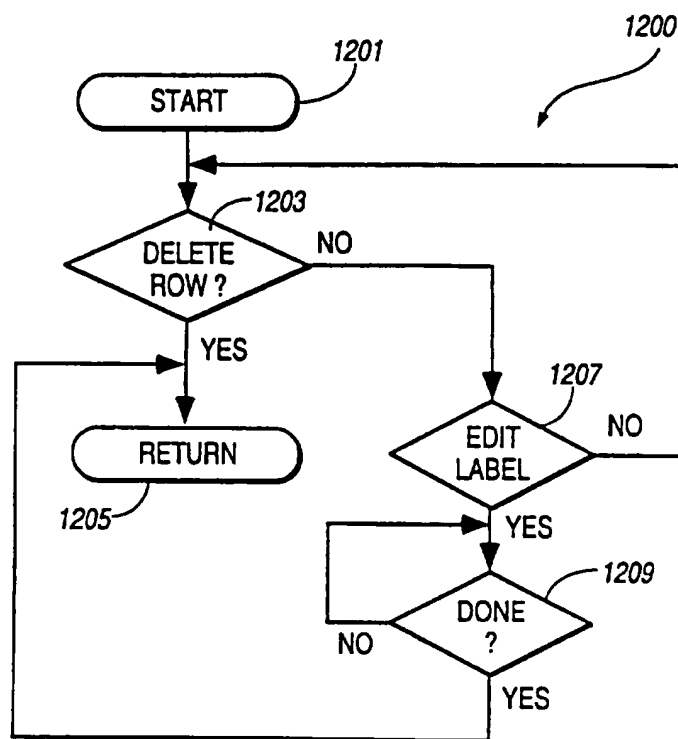 1200
1201
START
1203
DELETE
ROW ?
NO
YES
1207
EDIT
LABEL
NO
RETURN
1205
YES
1209
DONE
?
NO
YES